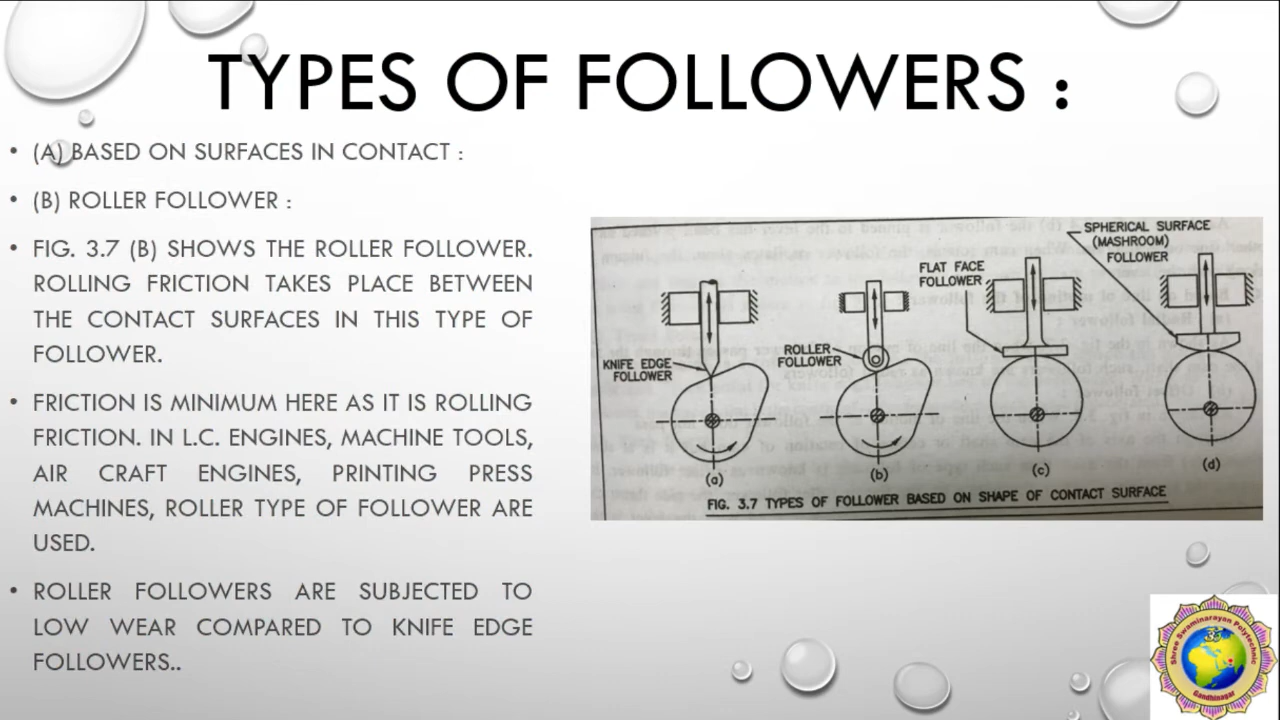 TYPES OF FOLLOWERS :
• (A) BASED ON SURFACES IN CONTACT :
• (B) ROLLER FOLLOWER :
• FIG. 3.7 (B) SHOWS THE ROLLER FOLLOWER.
ROLLING FRICTION TAKES PLACE BETWEEN
THE CONTACT SURFACES IN THIS TYPE OF
FOLLOWER.
• FRICTION IS MINIMUM HERE AS IT IS ROLLING
FRICTION. IN L.C. ENGINES, MACHINE TOOLS,
AIR CRAFT ENGINES, PRINTING PRESS
MACHINES, ROLLER TYPE OF FOLLOWER ARE
USED.
• ROLLER FOLLOWERS ARE SUBJECTED TO
LOW WEAR COMPARED TO KNIFE EDGE
FOLLOWERS..
SPHERICAL SURFACE
(MASHROOM)
FOLLOWER
FLAT FACE
FOLLOWER
ROLLER
FOLLOWER
KNIFE EDGE
FOLLOWER
(a) (b) (c) (d)
FIG. 3.7 TYPES OF FOLLOWER BASED ON SHAPE OF CONTACT SURFACE
Shree Swaminarayan Polytechnic
Gandhinagar